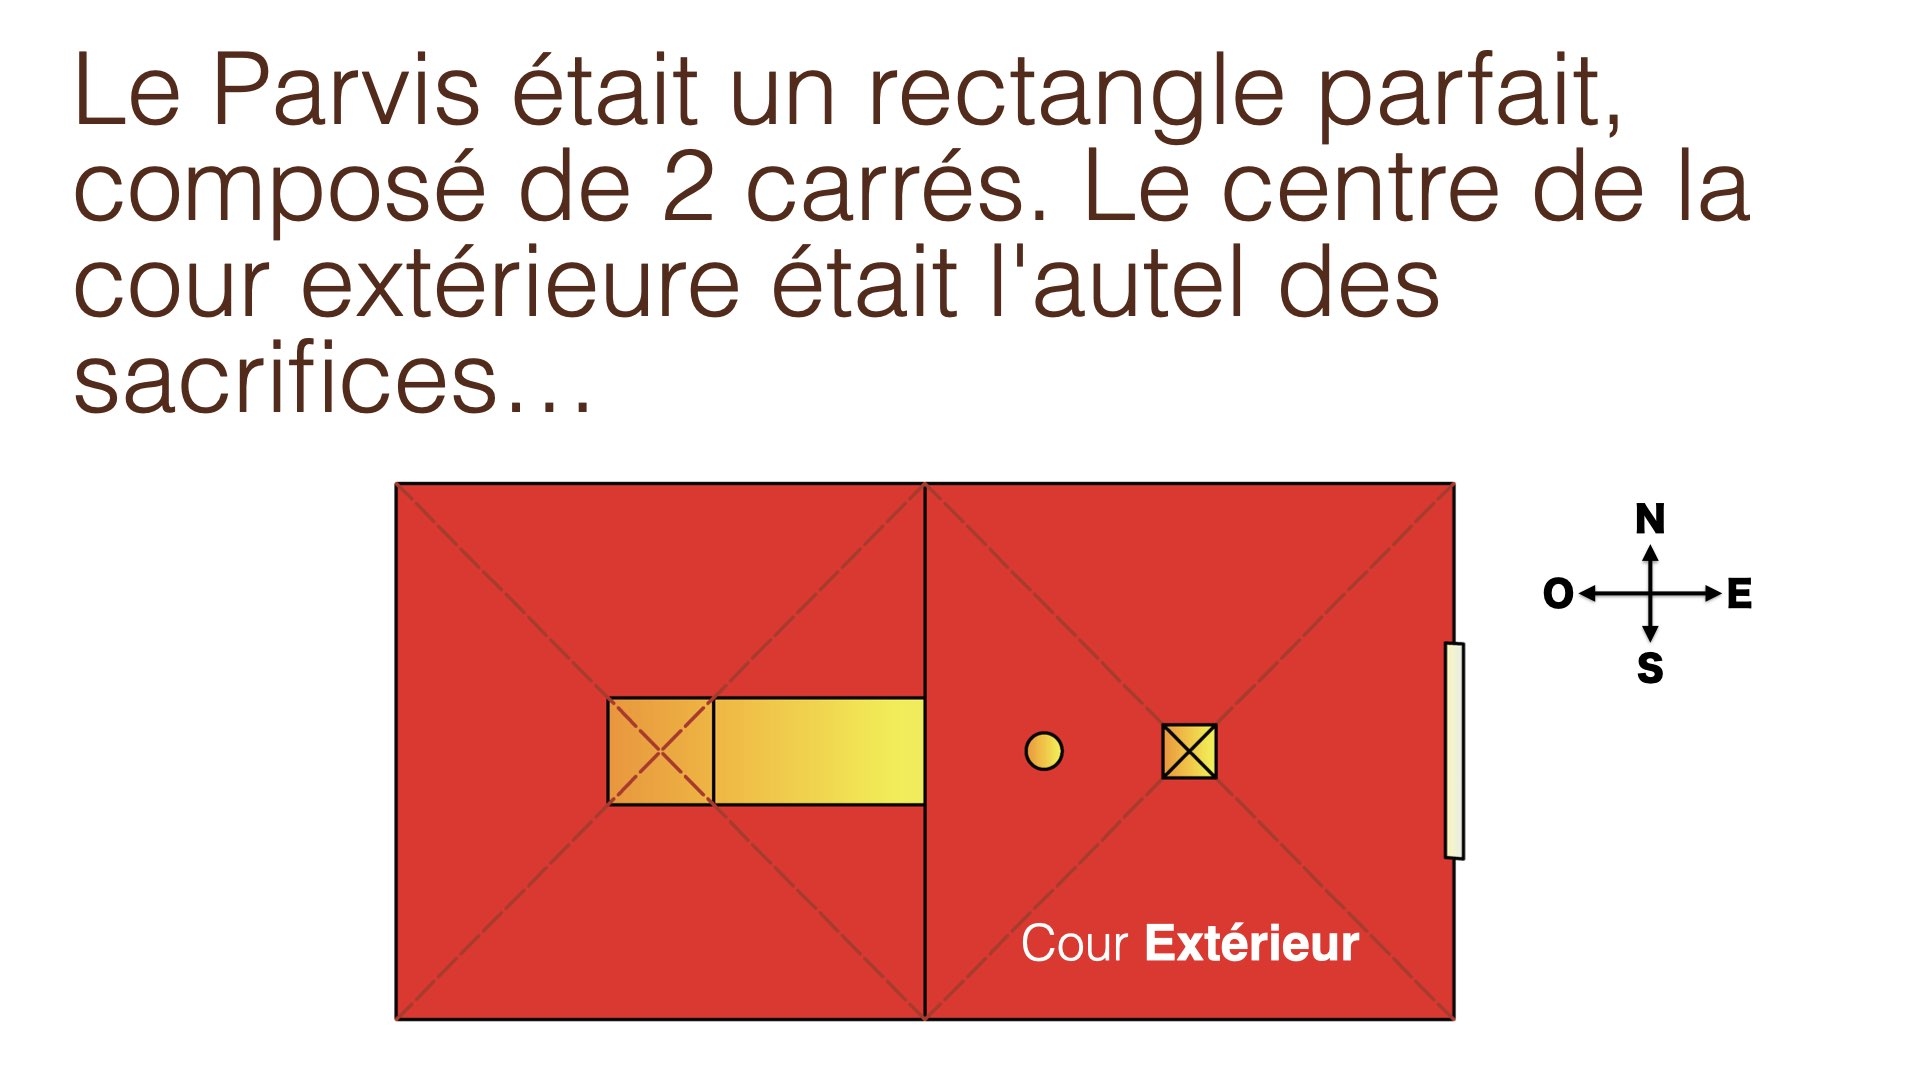 Le Parvis était un rectangle parfait,
composé de 2 carrés. Le centre de la
cour extérieure était l'autel des
sacrifices…
N
O E
S
Cour Extérieur